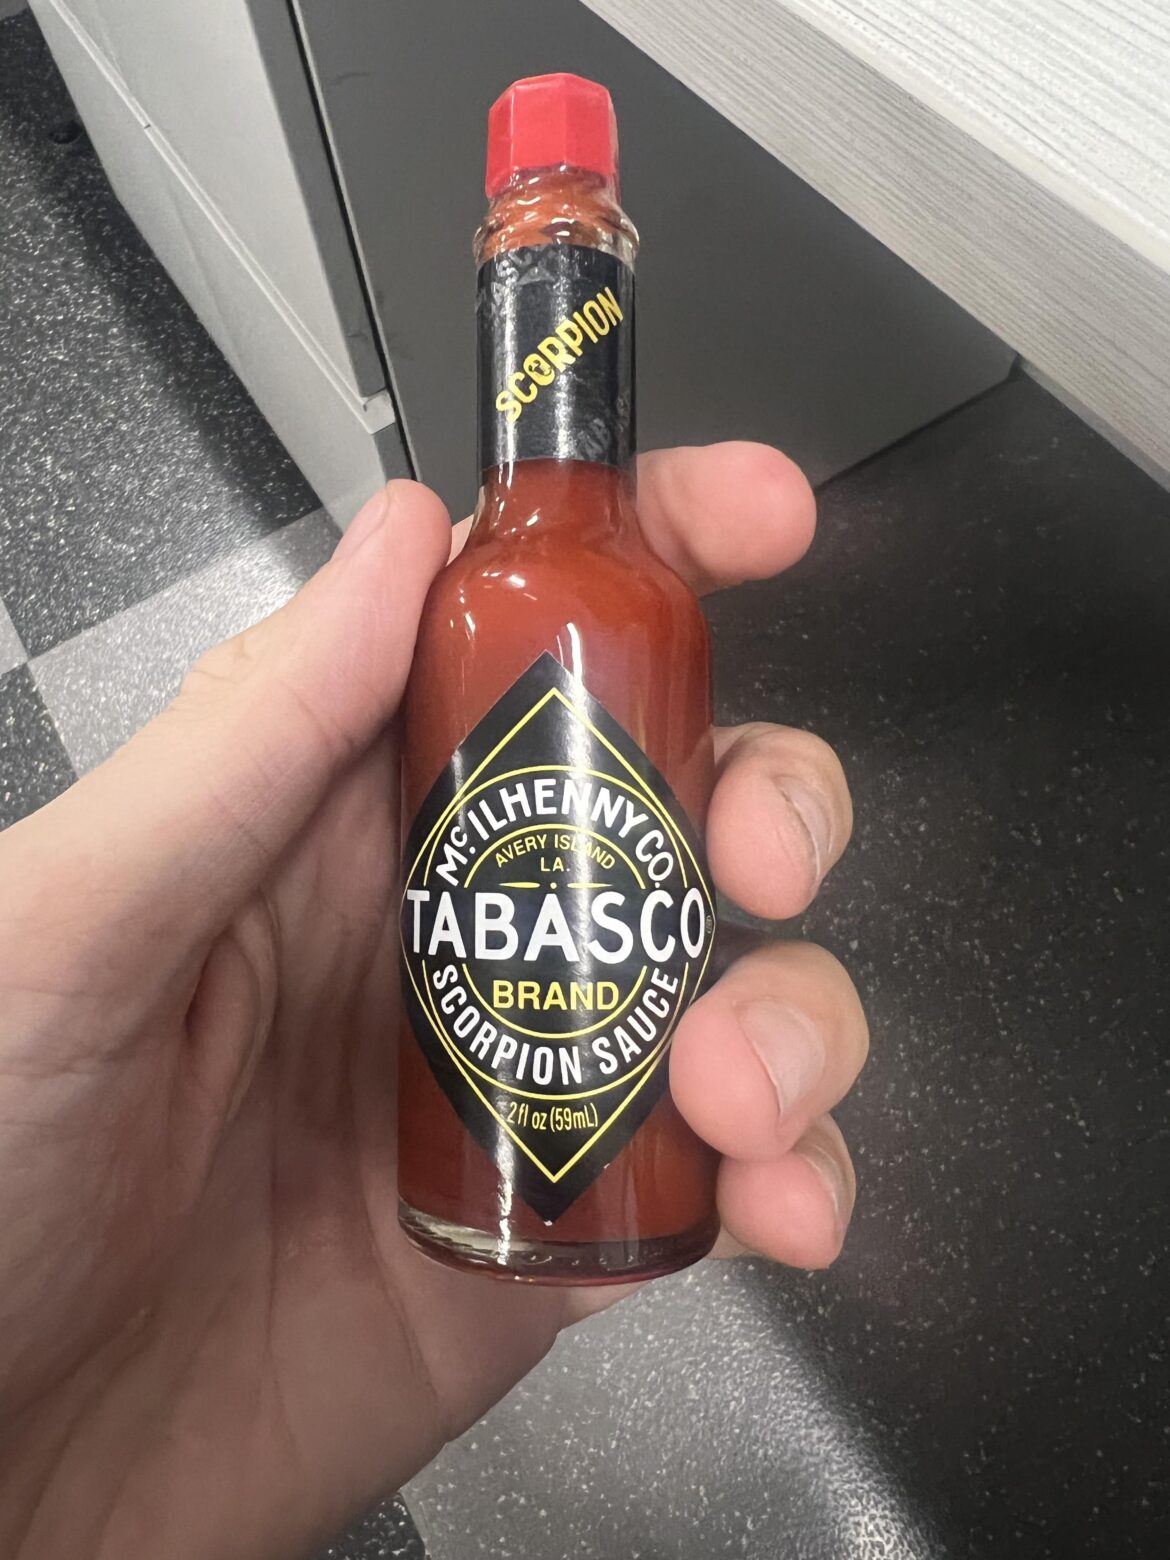 SCORPION
McILHENNY CO.
AVERY ISLAND
LA.
TABASCO
BRAND
SCORPION SAUCE
2 fl oz (59mL)